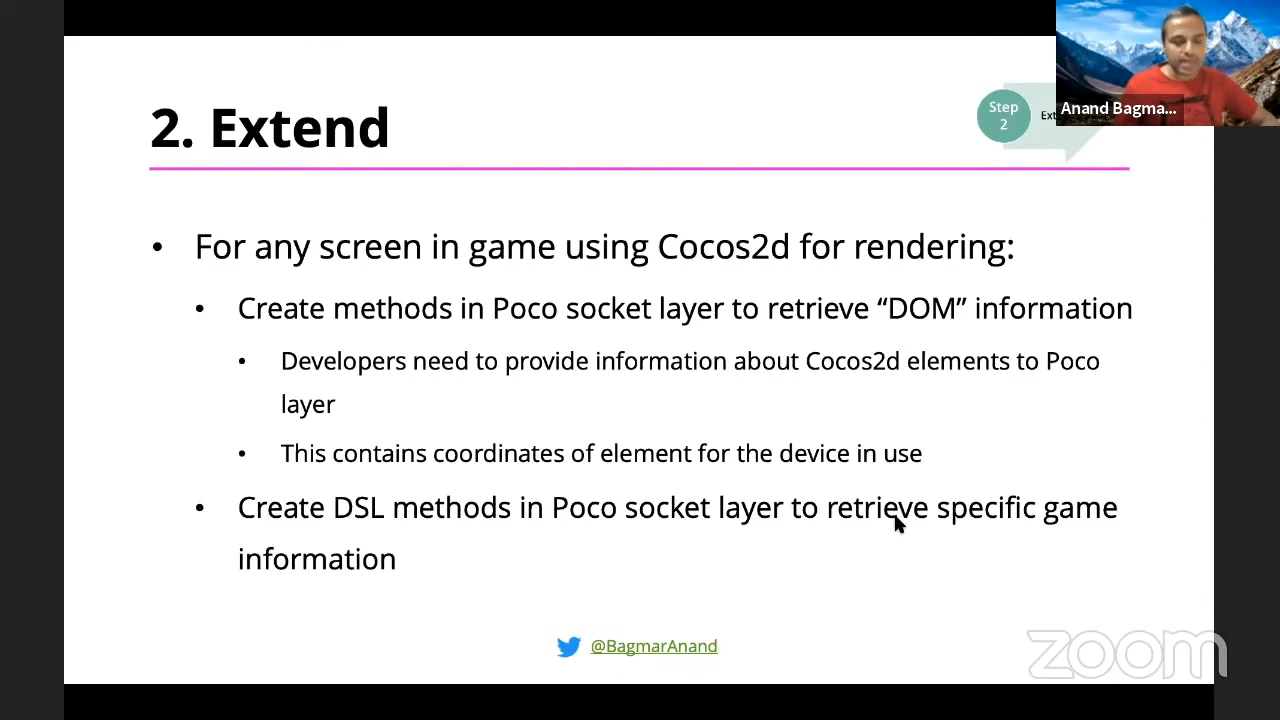 2. Extend
Step
2
Ext
Anand Bagma...
• For any screen in game using Cocos2d for rendering:
• Create methods in Poco socket layer to retrieve “DOM” information
• Developers need to provide information about Cocos2d elements to Poco
layer
• This contains coordinates of element for the device in use
• Create DSL methods in Poco socket layer to retrieve specific game
information
@BagmarAnand
zoom